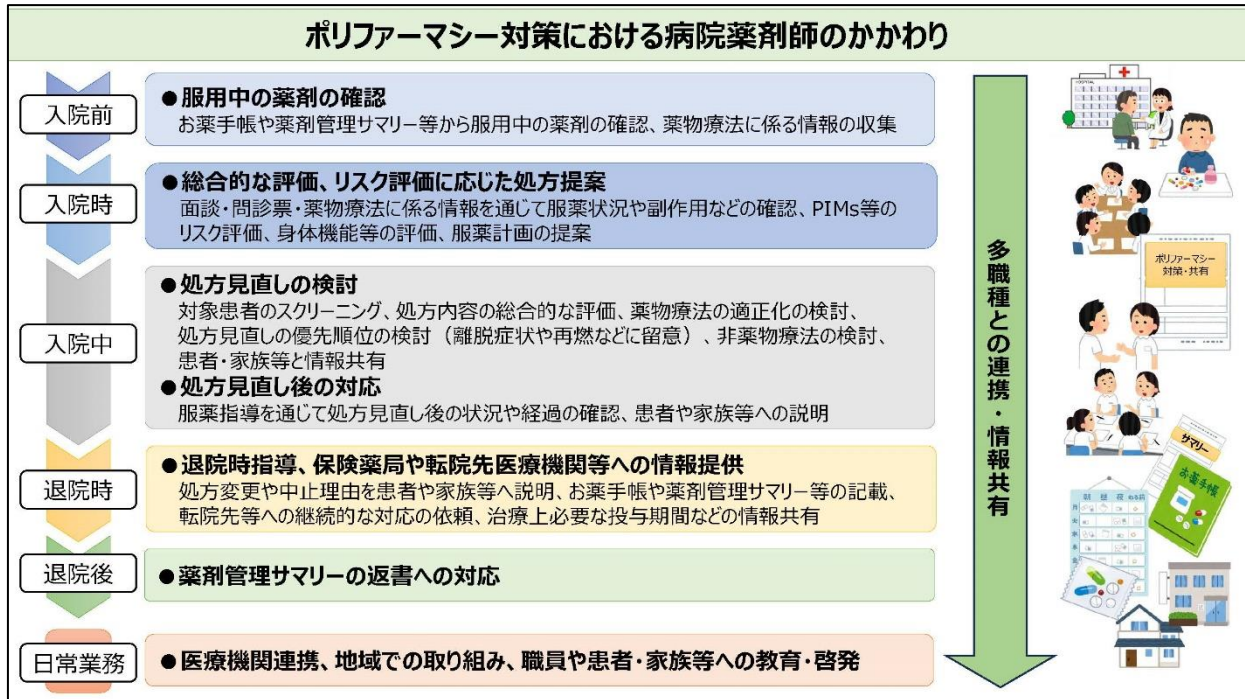 ポリファーマシー対策における病院薬剤師のかかわり
入院前
●服用中の薬剤の確認
お薬手帳や薬剤管理サマリー等から服用中の薬剤の確認、薬物療法に係る情報の収集
入院時
●総合的な評価、リスク評価に応じた処方提案
面談・問診票・薬物療法に係る情報を通じて服薬状況や副作用などの確認、PIMs等の
リスク評価、身体機能等の評価、服薬計画の提案
入院中
●処方見直しの検討
対象患者のスクリーニング、処方内容の総合的な評価、薬物療法の適正化の検討、
処方見直しの優先順位の検討（離脱症状や再燃などに留意）、非薬物療法の検討、
患者・家族等と情報共有
●処方見直し後の対応
服薬指導を通じて処方見直し後の状況や経過の確認、患者や家族等への説明
退院時
●退院時指導、保険薬局や転院先医療機関等への情報提供
処方変更や中止理由を患者や家族等へ説明、お薬手帳や薬剤管理サマリー等の記載、
転院先等への継続的な対応の依頼、治療上必要な投与期間などの情報共有
退院後
●薬剤管理サマリーの返書への対応
日常業務
●医療機関連携、地域での取り組み、職員や患者・家族等への教育・啓発
多職種との連携・情報共有
HOSPITAL
ポリファーマシー
対策・共有
サマリー
お薬手帳
朝 昼 夜
月
火
水
木
金